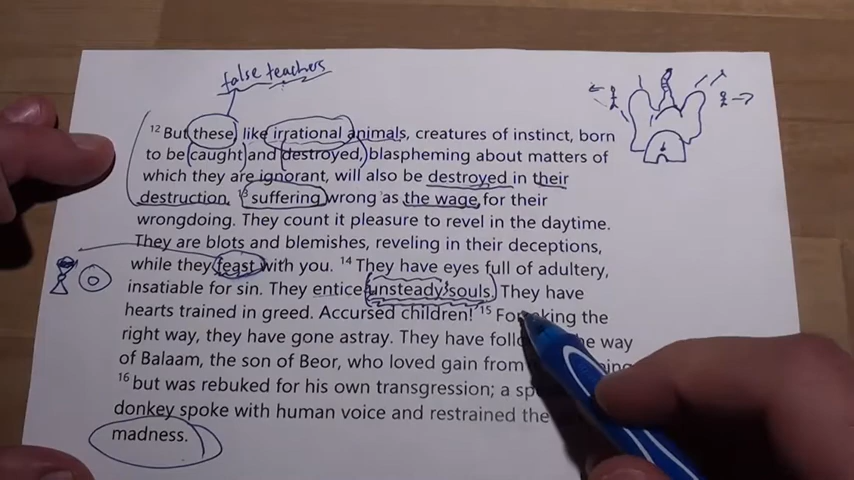 false teachers
12 But these like irrational animals, creatures of instinct, born
to be caught and destroyed, blaspheming about matters of
which they are ignorant, will also be destroyed in their
destruction, 13 suffering wrong as the wage for their
wrongdoing. They count it pleasure to revel in the daytime.
They are blots and blemishes, reveling in their deceptions,
while they feast with you. 14 They have eyes full of adultery,
insatiable for sin. They entice unsteady souls. They have
hearts trained in greed. Accursed children! 15 Forsaking the
right way, they have gone astray. They have the way
of Balaam, the son of Beor, who loved gain from
16 but was rebuked for his own transgression; a
donkey spoke with human voice and restrained the
madness.